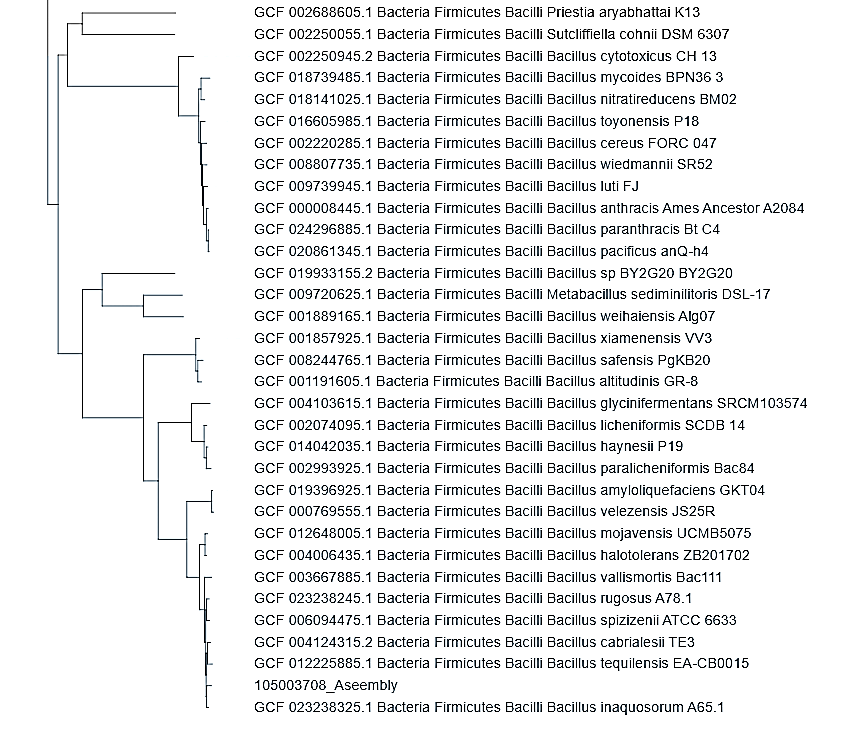 GCF 002688605.1 Bacteria Firmicutes Bacilli Priestia aryabhattai K13
GCF 002250055.1 Bacteria Firmicutes Bacilli Sutcliffiella cohnii DSM 6307
GCF 002250945.2 Bacteria Firmicutes Bacilli Bacillus cytotoxicus CH 13
GCF 018739485.1 Bacteria Firmicutes Bacilli Bacillus mycoides BPN36 3
GCF 018141025.1 Bacteria Firmicutes Bacilli Bacillus nitratireducens BM02
GCF 016605985.1 Bacteria Firmicutes Bacilli Bacillus toyonensis P18
GCF 002220285.1 Bacteria Firmicutes Bacilli Bacillus cereus FORC 047
GCF 008807735.1 Bacteria Firmicutes Bacilli Bacillus wiedmannii SR52
GCF 009739945.1 Bacteria Firmicutes Bacilli Bacillus luti FJ
GCF 000008445.1 Bacteria Firmicutes Bacilli Bacillus anthracis Ames Ancestor A2084
GCF 024296885.1 Bacteria Firmicutes Bacilli Bacillus paranthracis Bt C4
GCF 020861345.1 Bacteria Firmicutes Bacilli Bacillus pacificus anQ-h4
GCF 019933155.2 Bacteria Firmicutes Bacilli Bacillus sp BY2G20 BY2G20
GCF 009720625.1 Bacteria Firmicutes Bacilli Metabacillus sediminilitoris DSL-17
GCF 001889165.1 Bacteria Firmicutes Bacilli Bacillus weihaiensis Alg07
GCF 001857925.1 Bacteria Firmicutes Bacilli Bacillus xiamenensis VV3
GCF 008244765.1 Bacteria Firmicutes Bacilli Bacillus safensis PgKB20
GCF 001191605.1 Bacteria Firmicutes Bacilli Bacillus altitudinis GR-8
GCF 004103615.1 Bacteria Firmicutes Bacilli Bacillus glycinifermentans SRCM103574
GCF 002074095.1 Bacteria Firmicutes Bacilli Bacillus licheniformis SCDB 14
GCF 014042035.1 Bacteria Firmicutes Bacilli Bacillus haynesii P19
GCF 002993925.1 Bacteria Firmicutes Bacilli Bacillus paralicheniformis Bac84
GCF 019396925.1 Bacteria Firmicutes Bacilli Bacillus amyloliquefaciens GKT04
GCF 000769555.1 Bacteria Firmicutes Bacilli Bacillus velezensis JS25R
GCF 012648005.1 Bacteria Firmicutes Bacilli Bacillus mojavensis UCMB5075
GCF 004006435.1 Bacteria Firmicutes Bacilli Bacillus halotolerans ZB201702
GCF 003667885.1 Bacteria Firmicutes Bacilli Bacillus vallismortis Bac111
GCF 023238245.1 Bacteria Firmicutes Bacilli Bacillus rugosus A78.1
GCF 006094475.1 Bacteria Firmicutes Bacilli Bacillus spizizenii ATCC 6633
GCF 004124315.2 Bacteria Firmicutes Bacilli Bacillus cabrialesii TE3
GCF 012225885.1 Bacteria Firmicutes Bacilli Bacillus tequilensis EA-CB0015
105003708_Aseembly
GCF 023238325.1 Bacteria Firmicutes Bacilli Bacillus inaquosorum A65.1